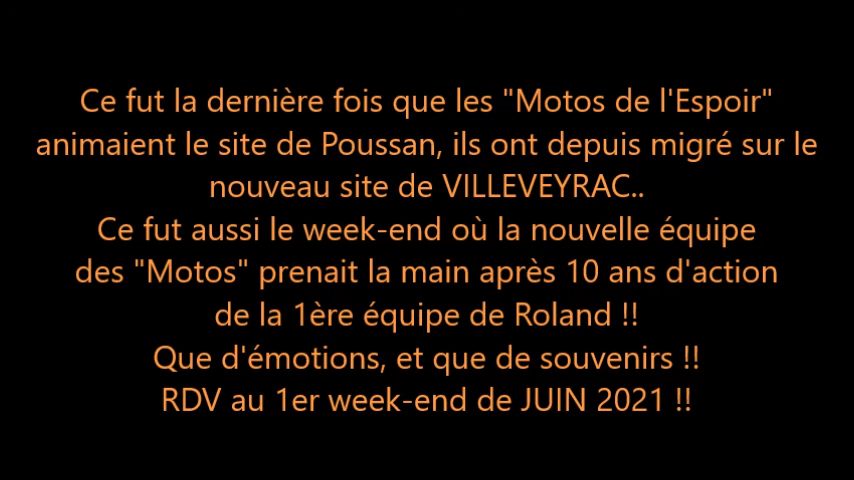 Ce fut la dernière fois que les "Motos de l'Espoir"
animaient le site de Poussan, ils ont depuis migré sur le
nouveau site de VILLEVEYRAC..
Ce fut aussi le week-end où la nouvelle équipe
des "Motos" prenait la main après 10 ans d'action
de la 1ère équipe de Roland !!
Que d'émotions, et que de souvenirs !!
RDV au 1er week-end de JUIN 2021 !!